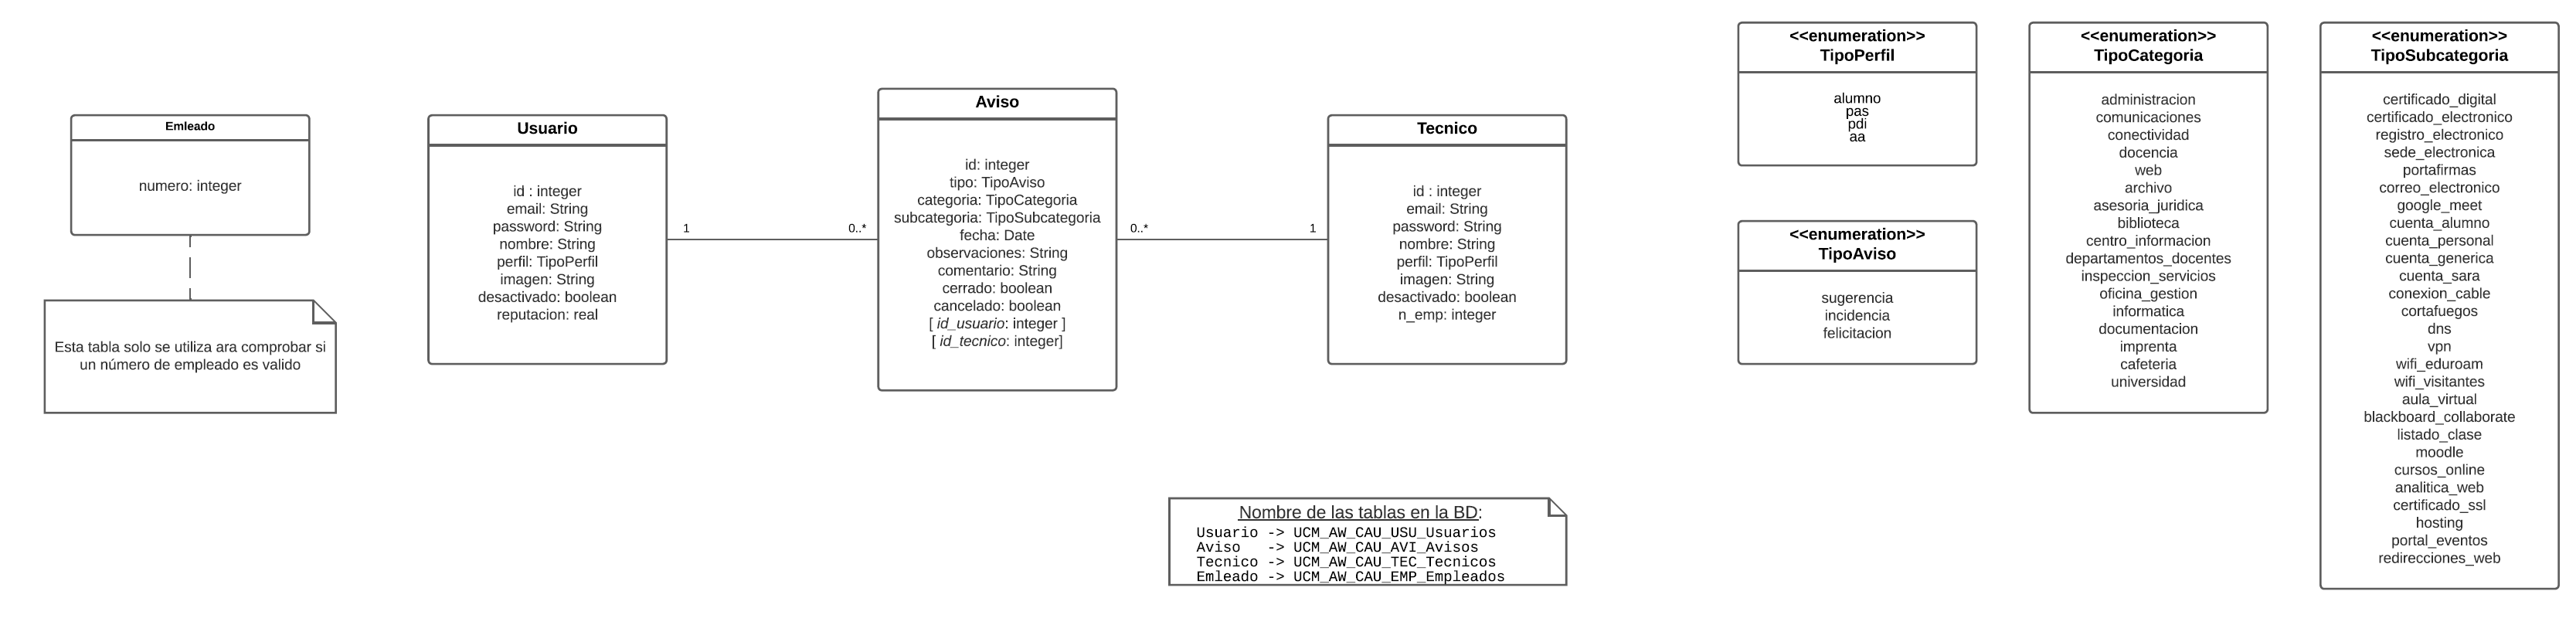 Emleado
numero: integer
Esta tabla solo se utiliza ara comprobar si
un número de empleado es valido
Usuario
id : integer
email: String
password: String
nombre: String
perfil: TipoPerfil
imagen: String
desactivado: boolean
reputacion: real
1
0..*
Aviso
id: integer
tipo: TipoAviso
categoria: TipoCategoria
subcategoria: TipoSubcategoria
fecha: Date
observaciones: String
comentario: String
cerrado: boolean
cancelado: boolean
[ id_usuario: integer ]
[ id_tecnico: integer]
0..*
1
Tecnico
id : integer
email: String
password: String
nombre: String
perfil: TipoPerfil
imagen: String
desactivado: boolean
n_emp: integer
Nombre de las tablas en la BD:
Usuario -> UCM_AW_CAU_USU_Usuarios
Aviso   -> UCM_AW_CAU_AVI_Avisos
Tecnico -> UCM_AW_CAU_TEC_Tecnicos
Emleado -> UCM_AW_CAU_EMP_Empleados
<<enumeration>>
TipoPerfil
alumno
pas
pdi
aa
<<enumeration>>
TipoAviso
sugerencia
incidencia
felicitacion
<<enumeration>>
TipoCategoria
administracion
comunicaciones
conectividad
docencia
web
archivo
asesoria_juridica
biblioteca
centro_informacion
departamentos_docentes
inspeccion_servicios
oficina_gestion
informatica
documentacion
imprenta
cafeteria
universidad
<<enumeration>>
TipoSubcategoria
certificado_digital
certificado_electronico
registro_electronico
sede_electronica
portafirmas
correo_electronico
google_meet
cuenta_alumno
cuenta_personal
cuenta_generica
cuenta_sara
conexion_cable
cortafuegos
dns
vpn
wifi_eduroam
wifi_visitantes
aula_virtual
blackboard_collaborate
listado_clase
moodle
cursos_online
analitica_web
certificado_ssl
hosting
portal_eventos
redirecciones_web